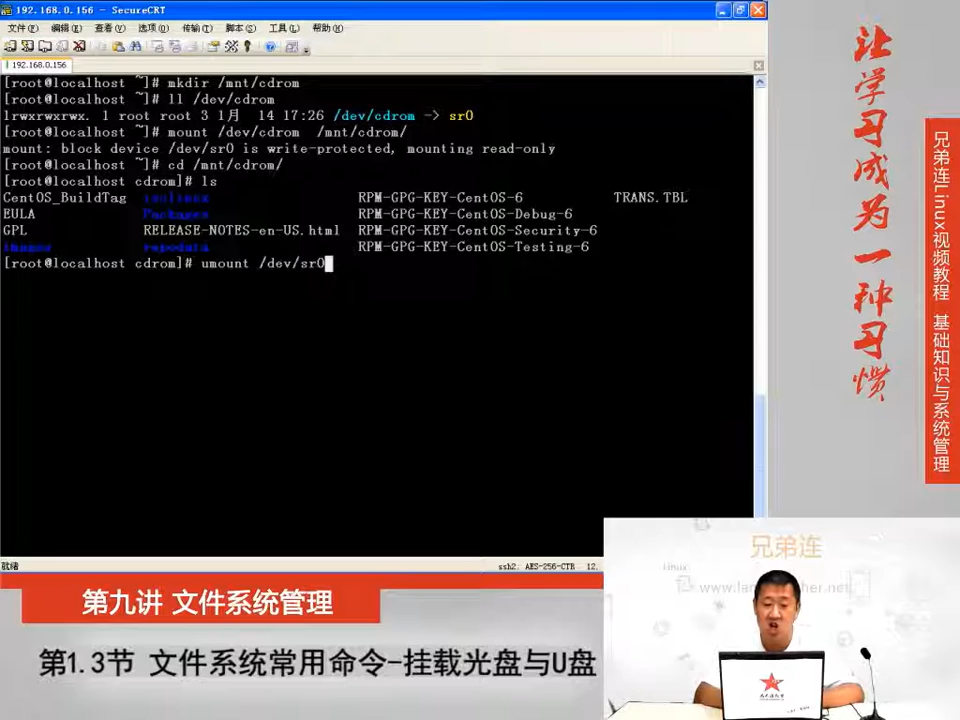 192.168.0.156 - SecureCRT
文件(F) 编辑(E) 查看(V) 选项(O) 传输(T) 脚本(S) 工具(L) 帮助(H)
192.168.0.156
[root@localhost ~]# mkdir /mnt/cdrom
[root@localhost ~]# ll /dev/cdrom
lrwxrwxrwx. 1 root root 3 1月 14 17:26 /dev/cdrom -> sr0
[root@localhost ~]# mount /dev/cdrom /mnt/cdrom/
mount: block device /dev/sr0 is write-protected, mounting read-only
[root@localhost ~]# cd /mnt/cdrom/
[root@localhost cdrom]# ls
CentOS_BuildTag isolinux RPM-GPG-KEY-CentOS-6 TRANS.TBL
EULA Packages RPM-GPG-KEY-CentOS-Debug-6
GPL RELEASE-NOTES-en-US.html RPM-GPG-KEY-CentOS-Security-6
images repodata RPM-GPG-KEY-CentOS-Testing-6
[root@localhost cdrom]# umount /dev/sr0
就绪 ssh2: AES-256-CTR 12,
让学习成为一种习惯
兄弟连Linux视频教程 基础知识与系统管理
兄弟连
Linux
第九讲 文件系统管理
第1.3节 文件系统常用命令-挂载光盘与U盘